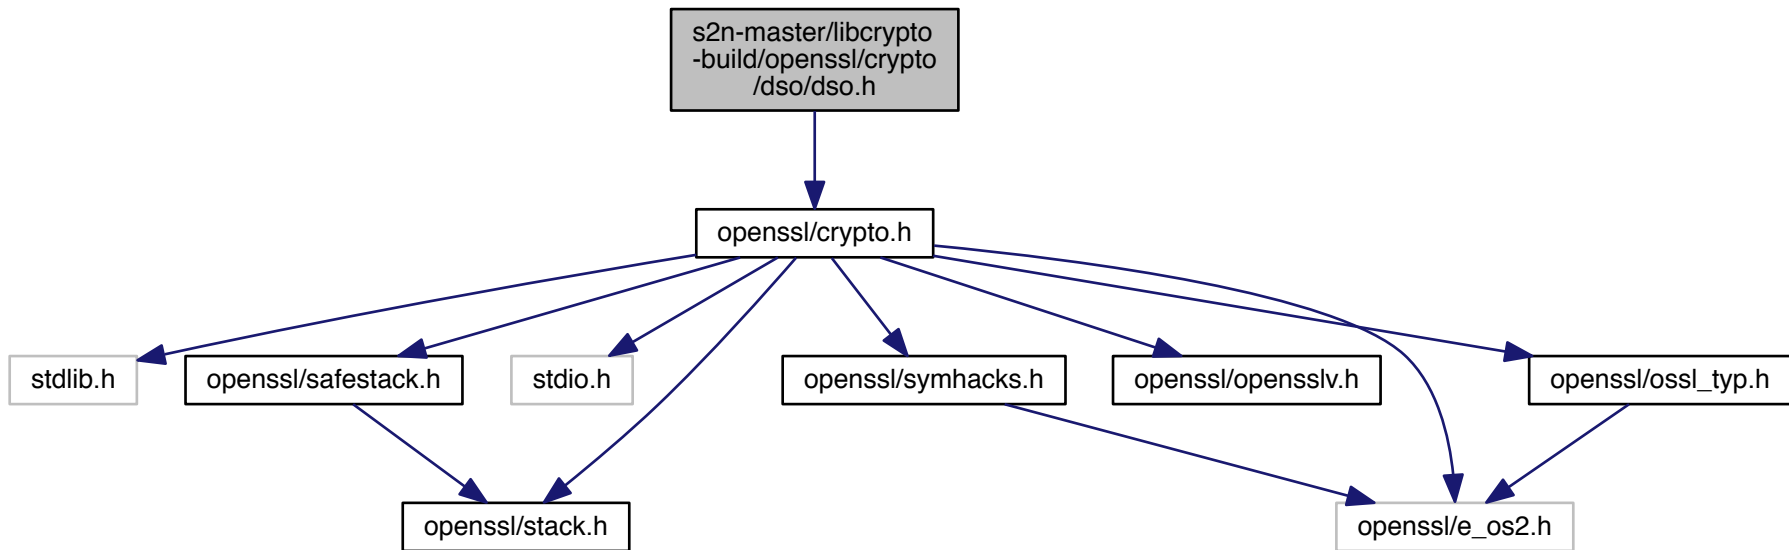 s2n-master/libcrypto
-build/openssl/crypto
/dso/dso.h
openssl/crypto.h
stdlib.h
openssl/safestack.h
stdio.h
openssl/symhacks.h
openssl/opensslv.h
openssl/ossl_typ.h
openssl/stack.h
openssl/e_os2.h